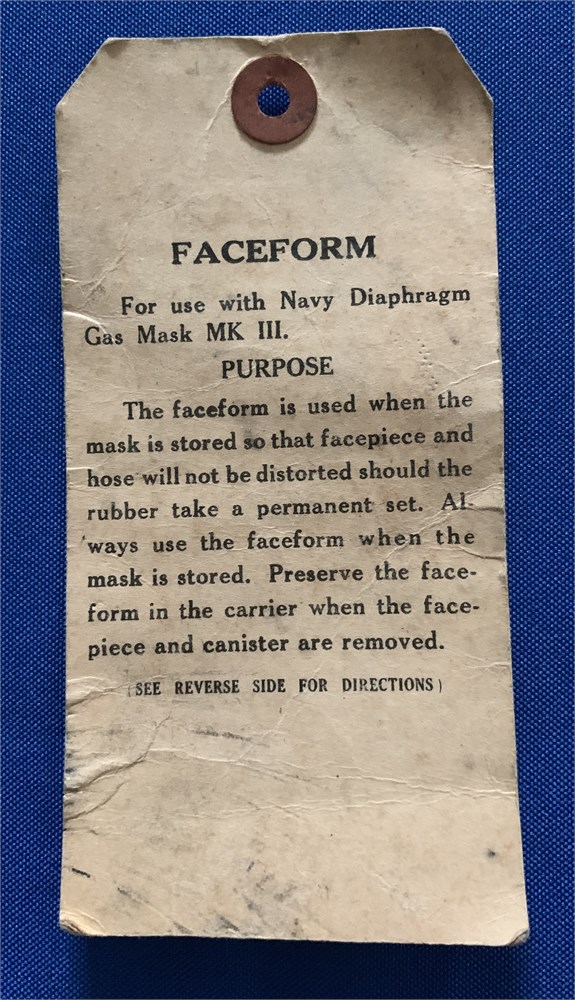 FACEFORM
For use with Navy Diaphragm
Gas Mask MK III.
PURPOSE
The faceform is used when the
mask is stored so that facepiece and
hose will not be distorted should the
rubber take a permanent set. Al-
ways use the faceform when the
mask is stored. Preserve the face-
form in the carrier when the face-
piece and canister are removed.
(SEE REVERSE SIDE FOR DIRECTIONS)